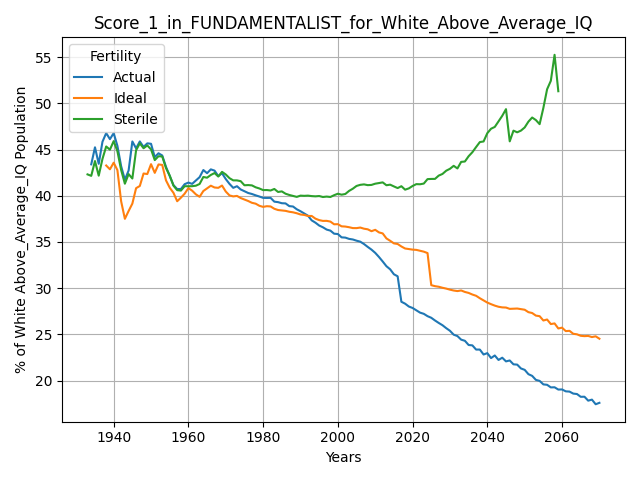 Score_1_in_FUNDAMENTALIST_for_White_Above_Average_IQ
Fertility
Actual
Ideal
Sterile
% of White Above_Average_IQ Population
55
50
45
40
35
30
25
20
1940 1960 1980 2000 2020 2040 2060
Years